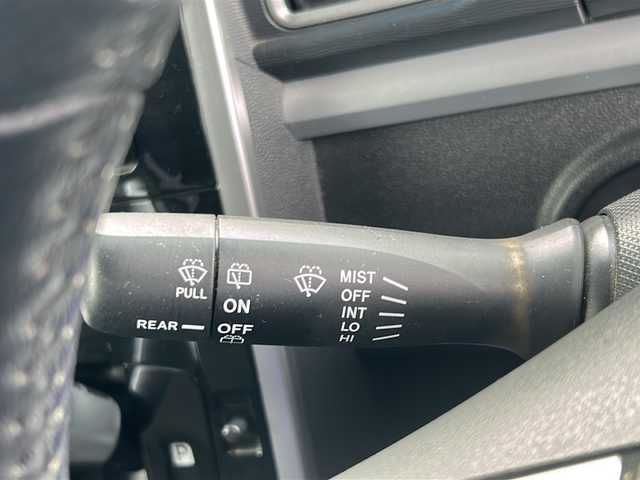 PULL
REAR
ON
OFF
MIST
OFF
INT
LO
HI
P